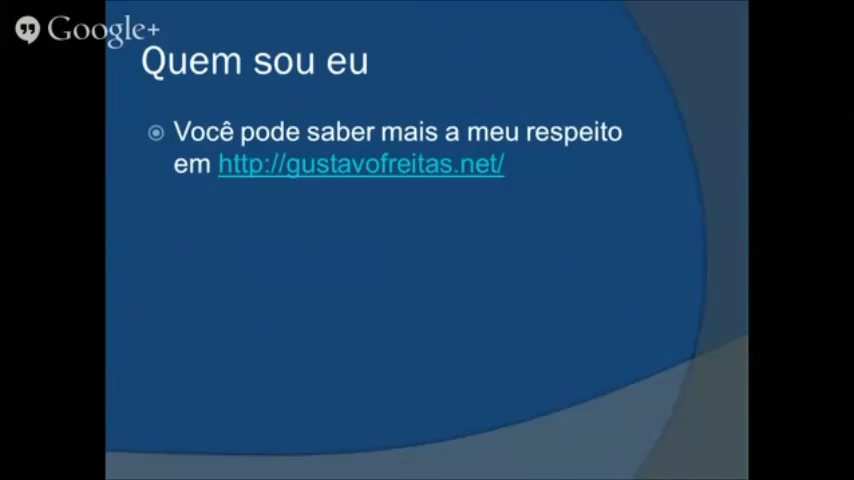 Google+
Quem sou eu
Você pode saber mais a meu respeito
em http://gustavofreitas.net/